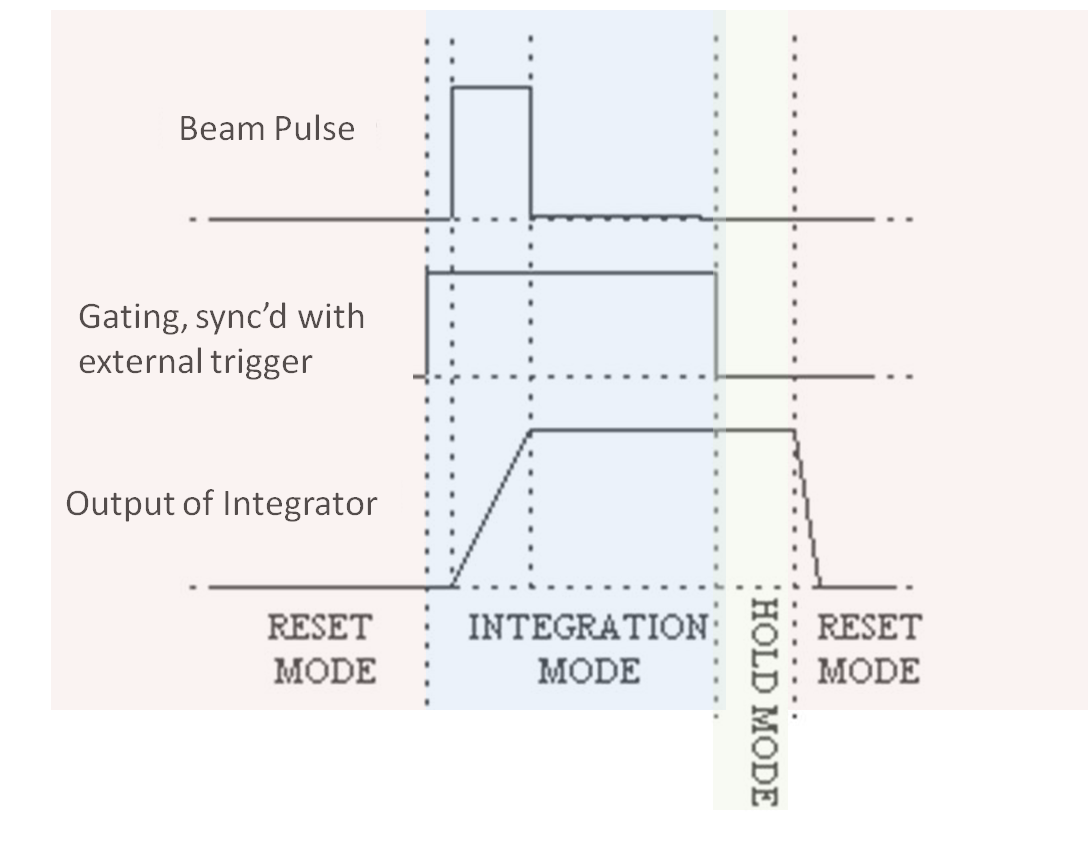 Beam Pulse
Gating, sync’d with
external trigger
Output of Integrator
RESET
MODE
INTEGRATION
MODE
HOLD MODE
RESET
MODE